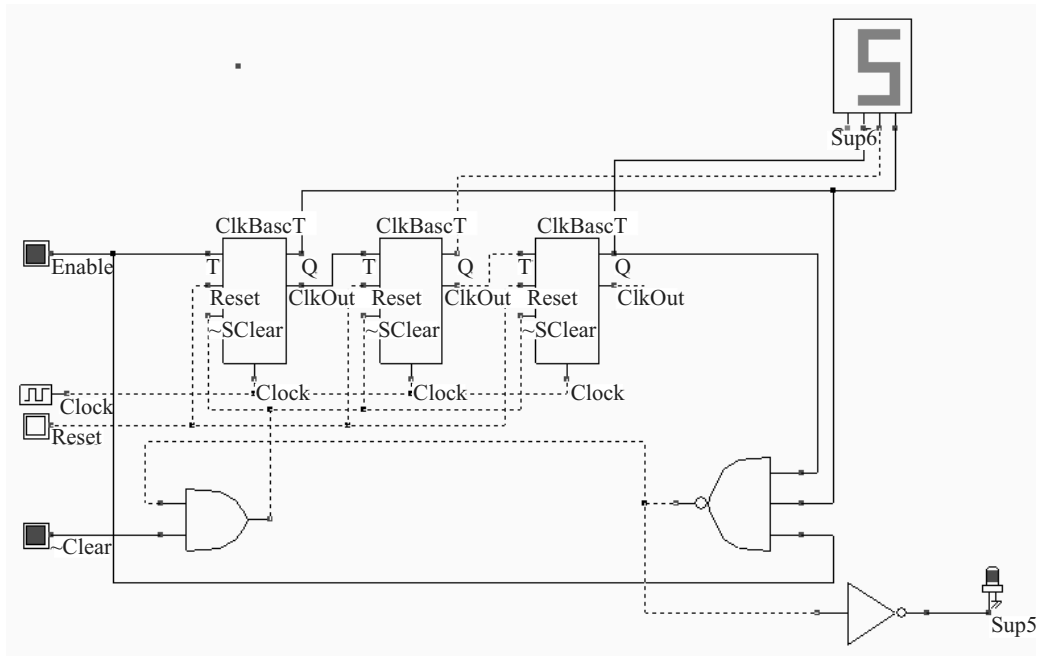 5
Sup6
ClkBascT
ClkBascT
ClkBascT
Enable
T
Q
T
Q
T
Q
Reset
ClkOut
Reset
ClkOut
Reset
ClkOut
~SClear
~SClear
~SClear
Clock
Clock
Clock
Clock
Reset
~Clear
Sup5